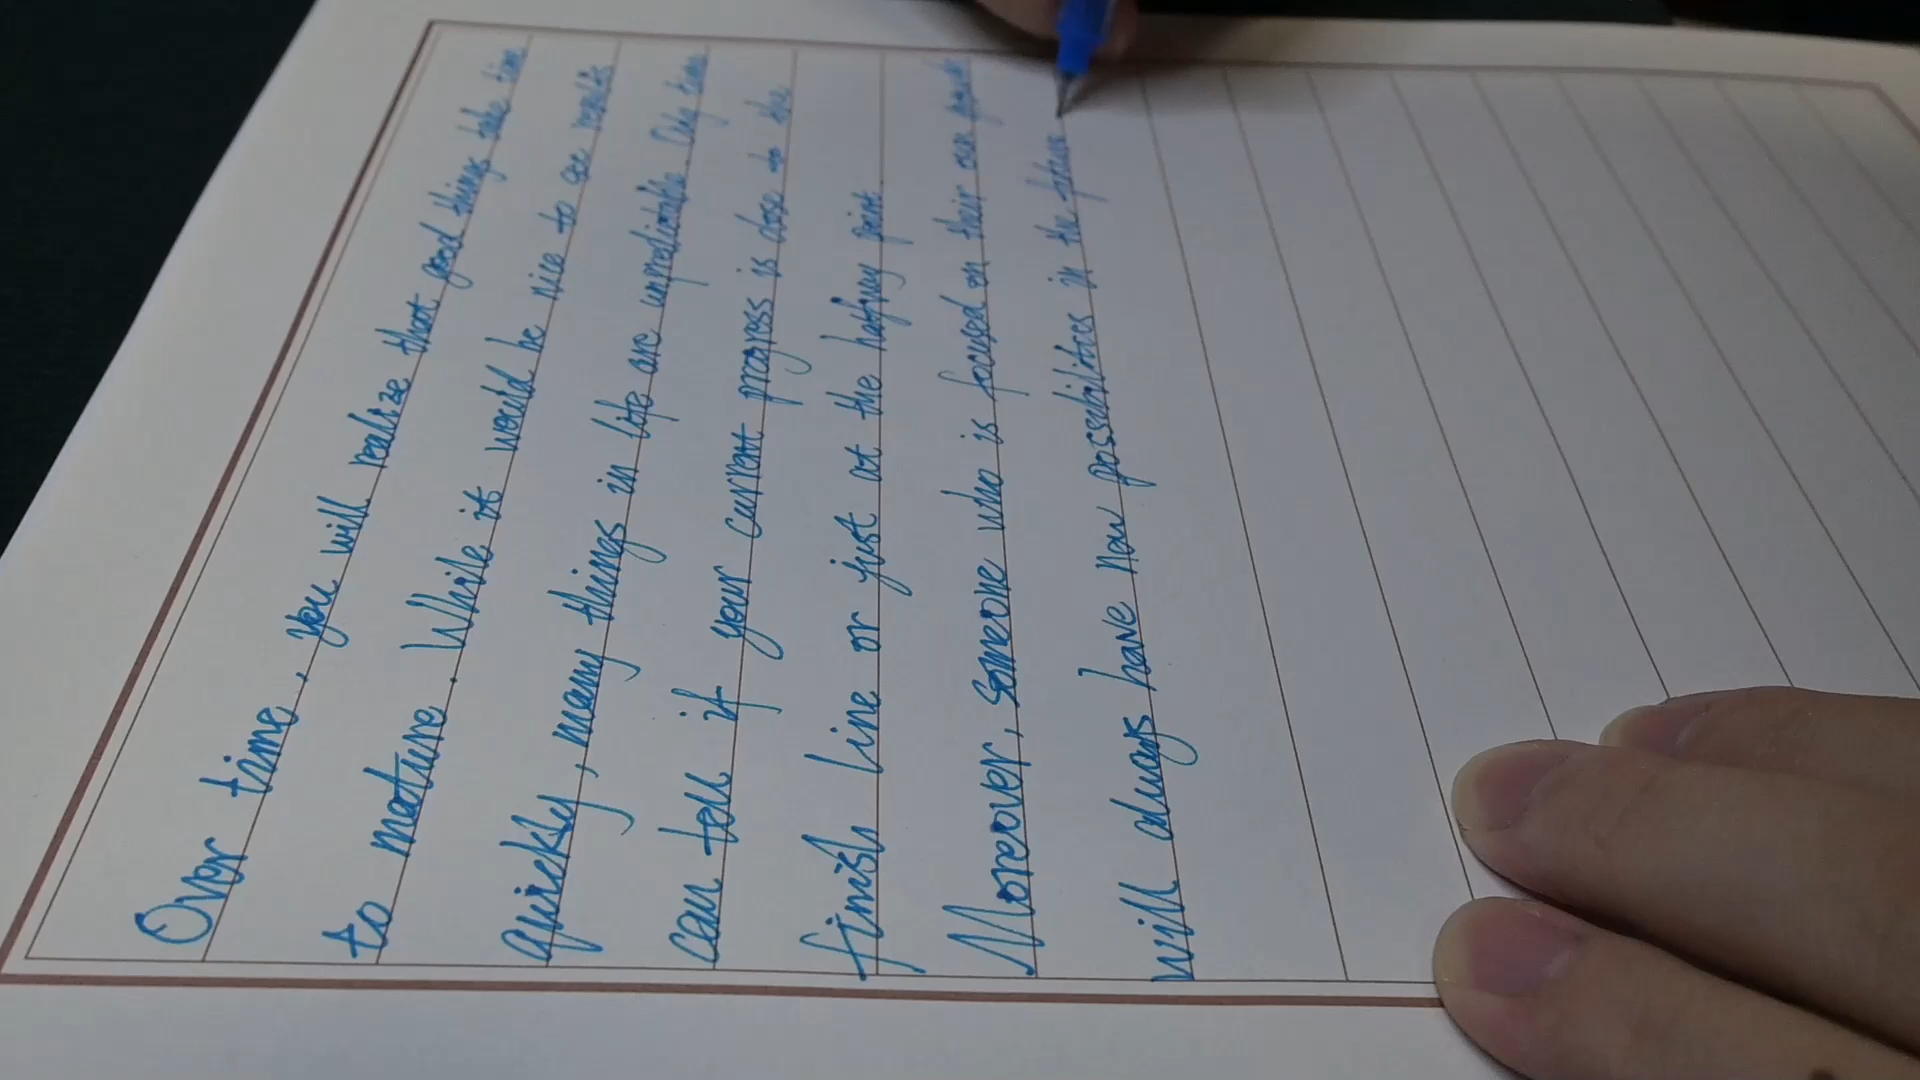 Over time, you will realize that good things take time
to mature. While it would be nice to see results
quickly, many things in life are unpredictable. Only time
can tell if your current progress is close to the
finish line or just at the halfway point.
Moreover, someone who is focused on their own growth
will always have new possibilities in the future